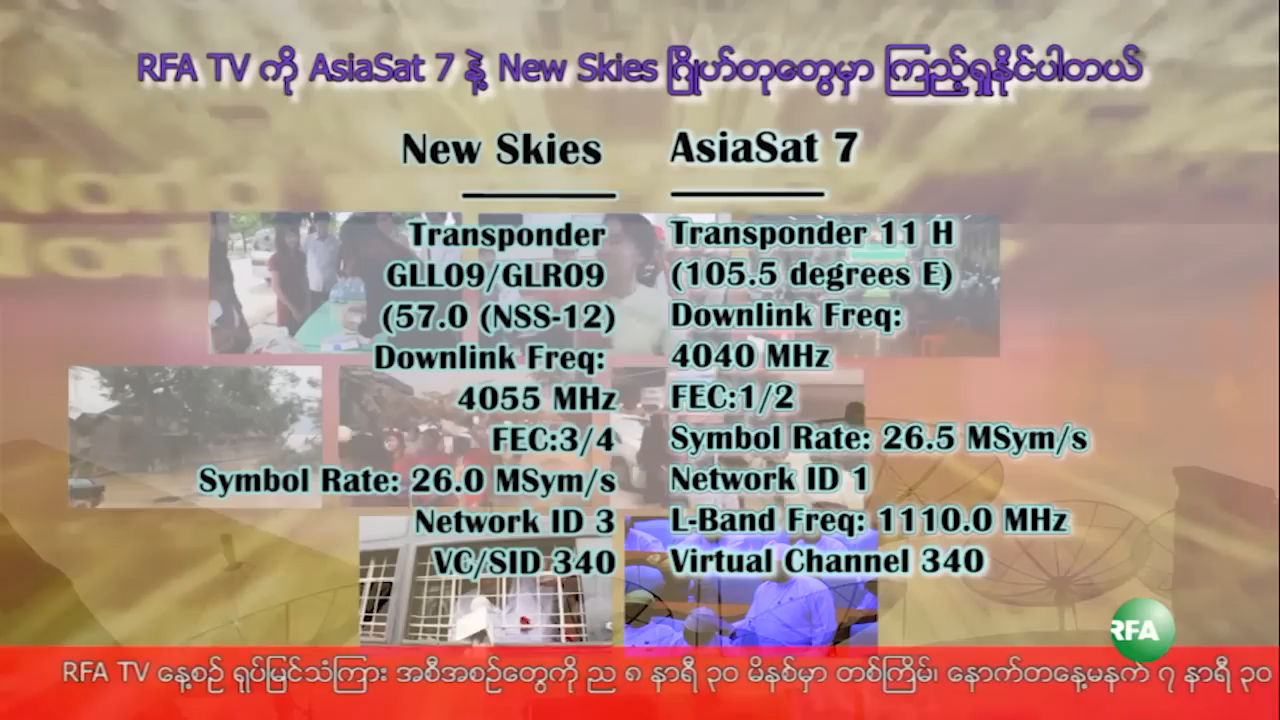 RFA TV ကို AsiaSat 7 နဲ့ New Skies ဂြိုဟ်တုတွေမှာ ကြည့်ရှုနိုင်ပါတယ်
New Skies
Transponder
GLL09/GLR09
(57.0 (NSS-12)
Downlink Freq:
4055 MHz
FEC:3/4
Symbol Rate: 26.0 MSym/s
Network ID 3
VC/SID 340
AsiaSat 7
Transponder 11 H
(105.5 degrees E)
Downlink Freq:
4040 MHz
FEC:1/2
Symbol Rate: 26.5 MSym/s
Network ID 1
L-Band Freq: 1110.0 MHz
Virtual Channel 340
RFA
RFA TV နေ့စဉ် ရုပ်မြင်သံကြား အစီအစဉ်တွေကို ည ၈ နာရီ ၃၀ မိနစ်မှာ တစ်ကြိမ်၊ နောက်တနေ့မနက် ၇ နာရီ ၃၀